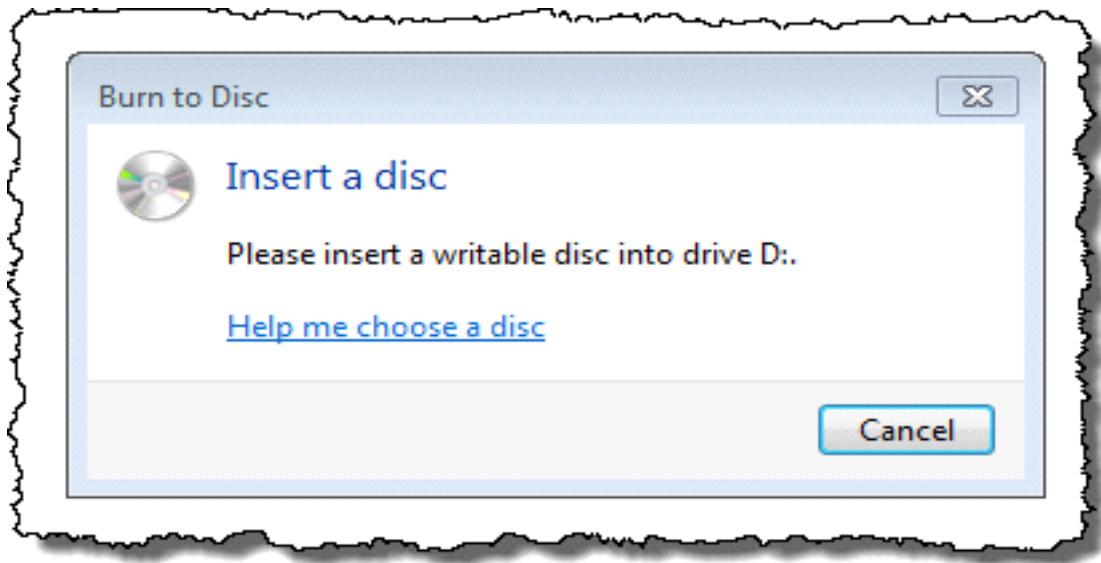 Burn to Disc
Insert a disc
Please insert a writable disc into drive D:.
Help me choose a disc
Cancel